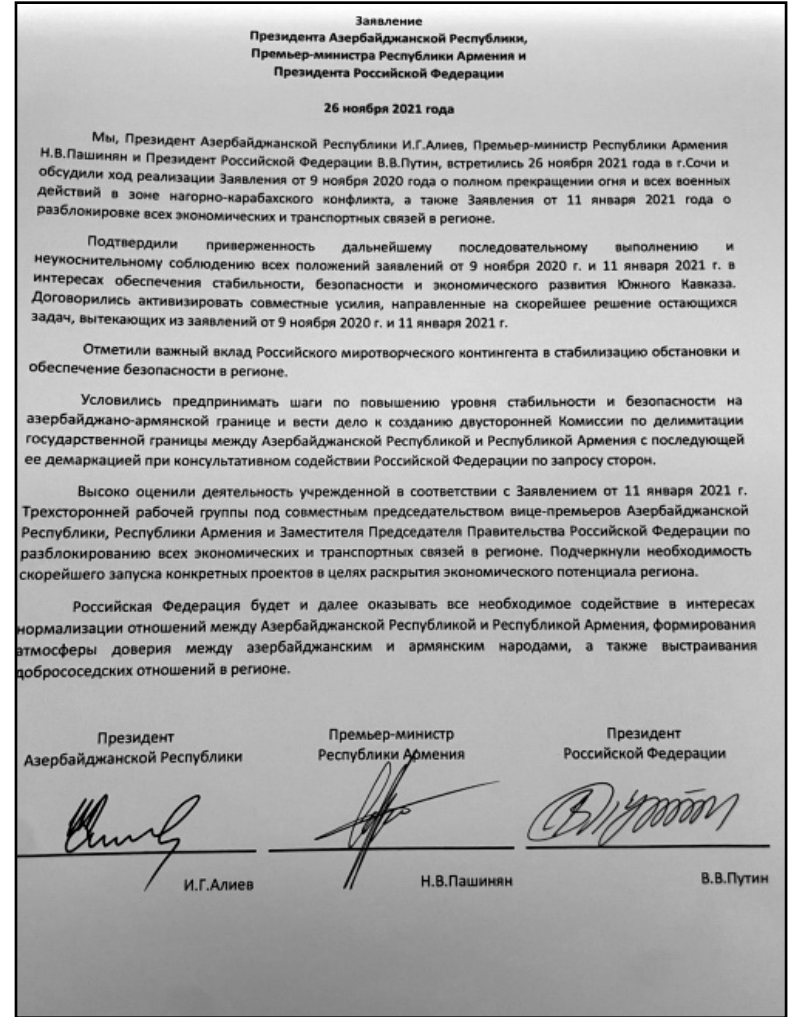 Заявление
Президента Азербайджанской Республики,
Премьер-министра Республики Армения и
Президента Российской Федерации
26 ноября 2021 года
Мы, Президент Азербайджанской Республики И.Г.Алиев, Премьер-министр Республики Армения
Н.В.Пашинян и Президент Российской Федерации В.В.Путин, встретились 26 ноября 2021 года в г.Сочи и
обсудили ход реализации Заявления от 9 ноября 2020 года о полном прекращении огня и всех военных
действий в зоне нагорно-карабахского конфликта, а также Заявления от 11 января 2021 года о
разблокировке всех экономических и транспортных связей в регионе.
Подтвердили приверженность дальнейшему последовательному выполнению и
неукоснительному соблюдению всех положений заявлений от 9 ноября 2020 г. и 11 января 2021 г. в
интересах обеспечения стабильности, безопасности и экономического развития Южного Кавказа.
Договорились активизировать совместные усилия, направленные на скорейшее решение остающихся
задач, вытекающих из заявлений от 9 ноября 2020 г. и 11 января 2021 г.
Отметили важный вклад Российского миротворческого контингента в стабилизацию обстановки и
обеспечение безопасности в регионе.
Условились предпринимать шаги по повышению уровня стабильности и безопасности на
азербайджано-армянской границе и вести дело к созданию двусторонней Комиссии по делимитации
государственной границы между Азербайджанской Республикой и Республикой Армения с последующей
ее демаркацией при консультативном содействии Российской Федерации по запросу сторон.
Высоко оценили деятельность учрежденной в соответствии с Заявлением от 11 января 2021 г.
Трехсторонней рабочей группы под совместным председательством вице-премьеров Азербайджанской
Республики, Республики Армения и Заместителя Председателя Правительства Российской Федерации по
разблокированию всех экономических и транспортных связей в регионе. Подчеркнули необходимость
скорейшего запуска конкретных проектов в целях раскрытия экономического потенциала региона.
Российская Федерация будет и далее оказывать все необходимое содействие в интересах
нормализации отношений между Азербайджанской Республикой и Республикой Армения, формирования
атмосферы доверия между азербайджанским и армянским народами, а также выстраивания
добрососедских отношений в регионе.
Президент
Азербайджанской Республики
Премьер-министр
Республики Армения
Президент
Российской Федерации
И.Г.Алиев
Н.В.Пашинян
В.В.Путин